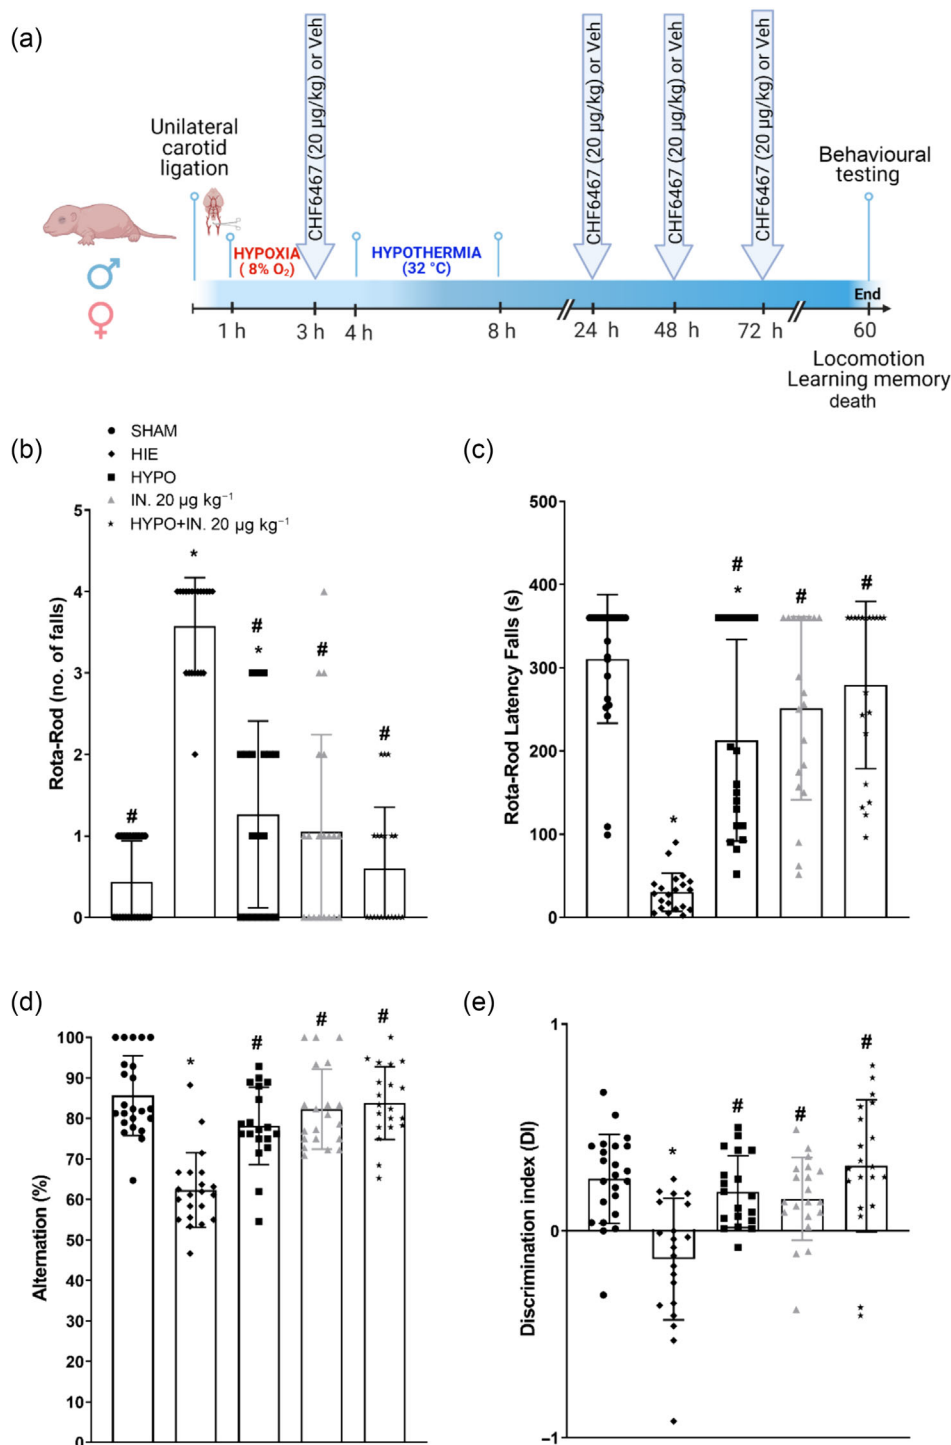 (a)
CHF6467 (20 µg/kg) or Veh
CHF6467 (20 µg/kg) or Veh
CHF6467 (20 µg/kg) or Veh
CHF6467 (20 µg/kg) or Veh
Unilateral
carotid
ligation
Behavioural
testing
HYPOXIA
( 8% O₂)
HYPOTHERMIA
(32 °C)
End
1 h
3 h
4 h
8 h
24 h
48 h
72 h
60
Locomotion
Learning memory
death
(b)
SHAM
HIE
HYPO
IN. 20 µg kg⁻¹
HYPO+IN. 20 µg kg⁻¹
Rota-Rod (no. of falls)
5
4
3
2
1
0
#
*
#
*
#
#
(c)
Rota-Rod Latency Falls (s)
500
400
300
200
100
0
*
#
*
#
#
(d)
Alternation (%)
100
90
80
70
60
50
40
30
20
10
0
*
#
#
#
(e)
Discrimination index (DI)
1
0
−1
*
#
#
#